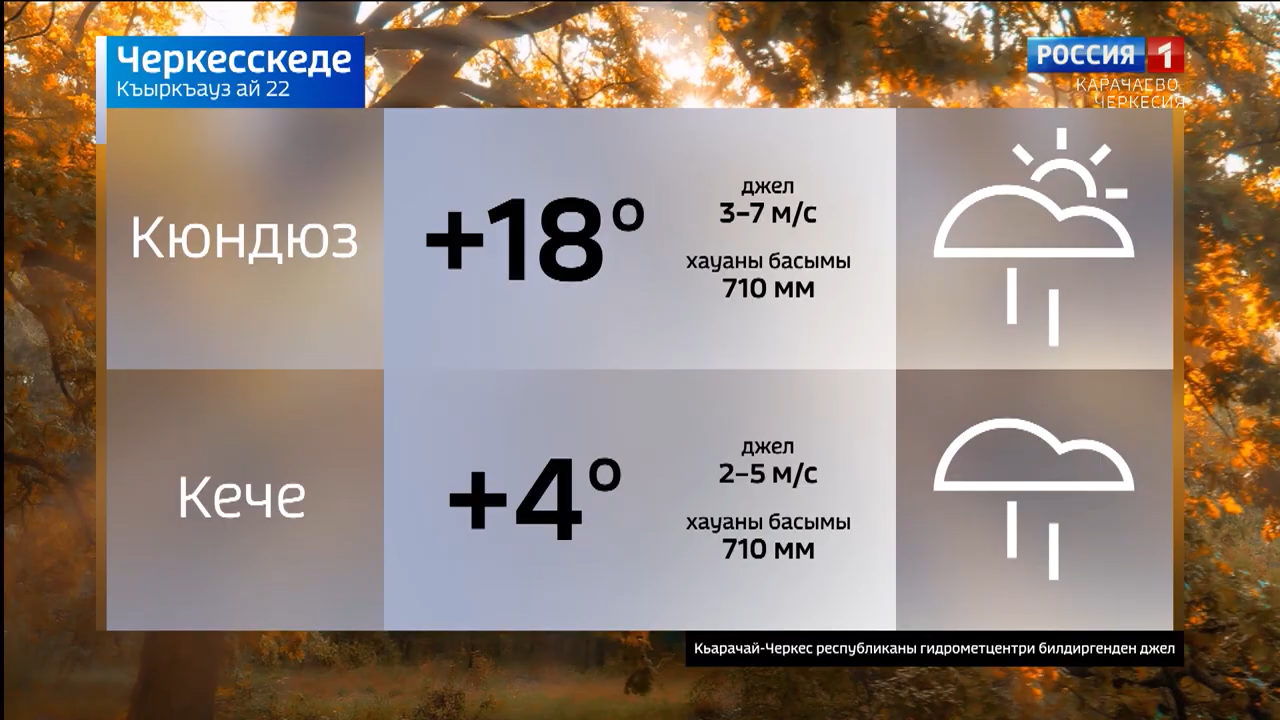 Черкесскеде
Къыркъауз ай 22
РОССИЯ 1
КАРАЧАЕВО
ЧЕРКЕСИЯ
Кюндюз
+18°
джел
3–7 м/с
хауаны басымы
710 мм
Кече
+4°
джел
2–5 м/с
хауаны басымы
710 мм
Кьарачай-Черкес республиканы гидрометцентри билдиргенден джел